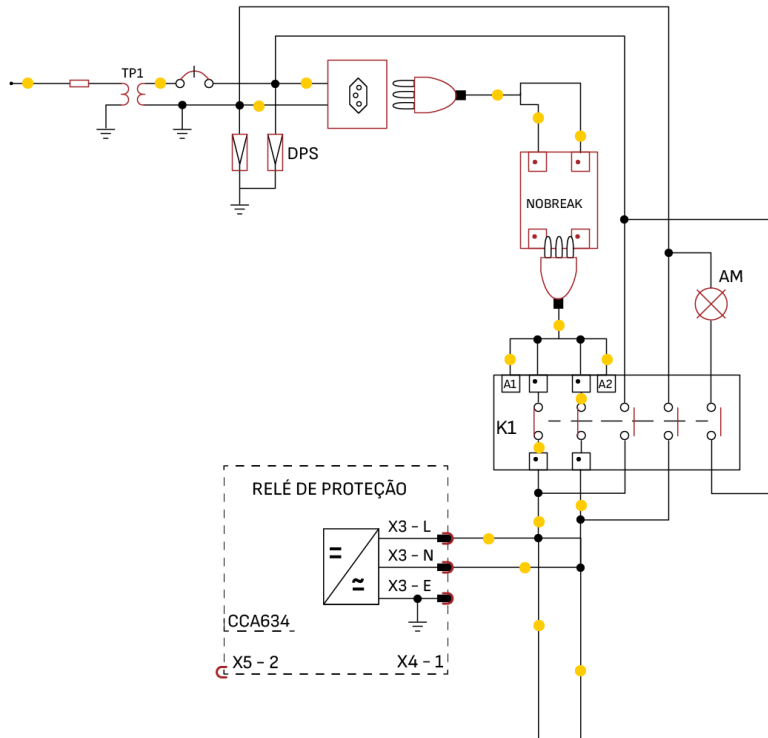 TP1
DPS
NOBREAK
AM
A1
A2
K1
RELÉ DE PROTEÇÃO
X3 - L
X3 - N
X3 - E
CCA634
X5 - 2
X4 - 1